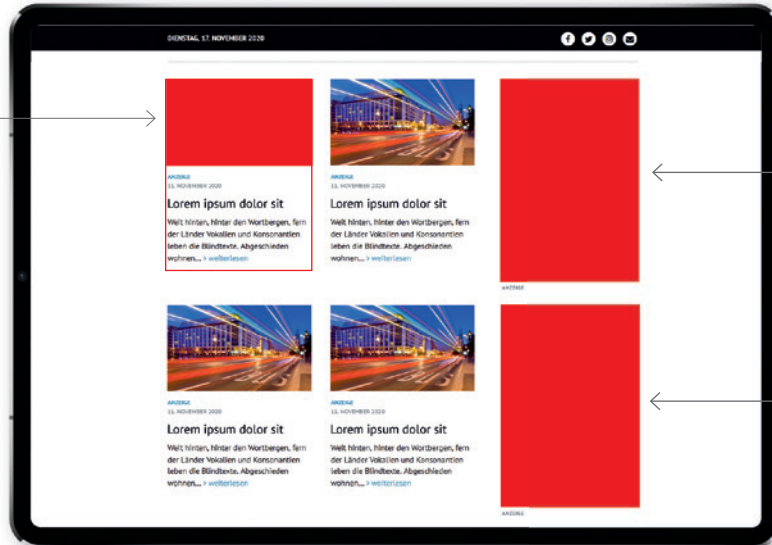 DIENSTAG, 17. NOVEMBER 2020
ANZEIGE
11. NOVEMBER 2020
Lorem ipsum dolor sit
Weit hinten, hinter den Wortbergen, fern
der Länder Vokalien und Konsonantien
leben die Blindtexte. Abgeschieden
wohnen... > weiterlesen
ANZEIGE
11. NOVEMBER 2020
Lorem ipsum dolor sit
Weit hinten, hinter den Wortbergen, fern
der Länder Vokalien und Konsonantien
leben die Blindtexte. Abgeschieden
wohnen... > weiterlesen
ANZEIGE
ANZEIGE
11. NOVEMBER 2020
Lorem ipsum dolor sit
Weit hinten, hinter den Wortbergen, fern
der Länder Vokalien und Konsonantien
leben die Blindtexte. Abgeschieden
wohnen... > weiterlesen
ANZEIGE
11. NOVEMBER 2020
Lorem ipsum dolor sit
Weit hinten, hinter den Wortbergen, fern
der Länder Vokalien und Konsonantien
leben die Blindtexte. Abgeschieden
wohnen... > weiterlesen
ANZEIGE